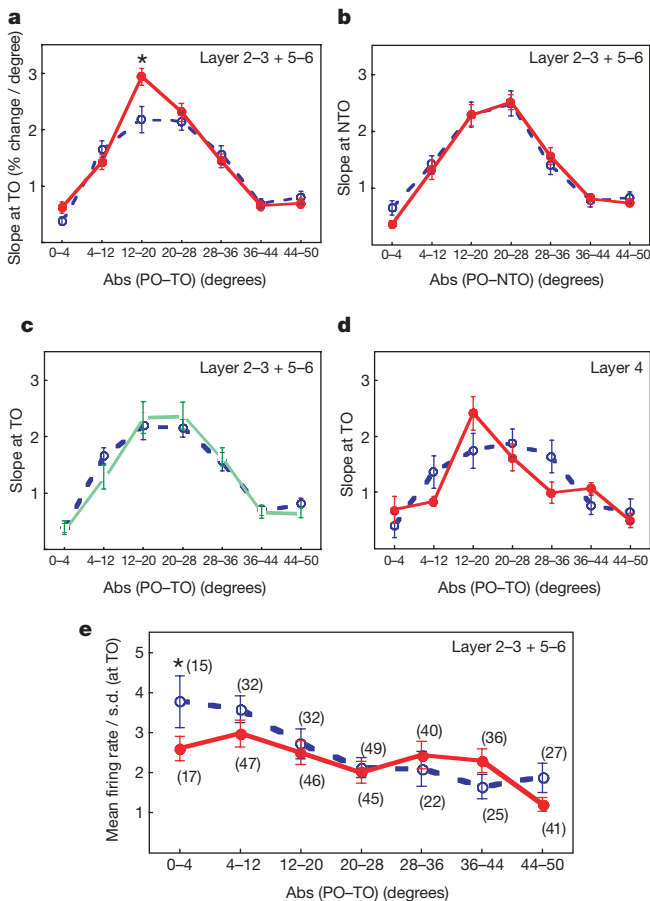 a
b
*
Layer 2–3 + 5–6
Slope at TO (% change / degree)
3
2
1
0–4 4–12 12–20 20–28 28–36 36–44 44–50
Abs (PO–TO) (degrees)
Layer 2–3 + 5–6
Slope at NTO
3
2
1
0–4 4–12 12–20 20–28 28–36 36–44 44–50
Abs (PO–NTO) (degrees)
c
d
Layer 2–3 + 5–6
Slope at TO
3
2
1
0–4 4–12 12–20 20–28 28–36 36–44 44–50
Abs (PO–TO) (degrees)
Layer 4
Slope at TO
3
2
1
0–4 4–12 12–20 20–28 28–36 36–44 44–50
Abs (PO–TO) (degrees)
e
Layer 2–3 + 5–6
Mean firing rate / s.d. (at TO)
5
4
3
2
1
* (15) (32) (32) (49) (40) (36) (27)
(17) (47) (46) (45) (22) (25) (41)
0–4 4–12 12–20 20–28 28–36 36–44 44–50
Abs (PO–TO) (degrees)